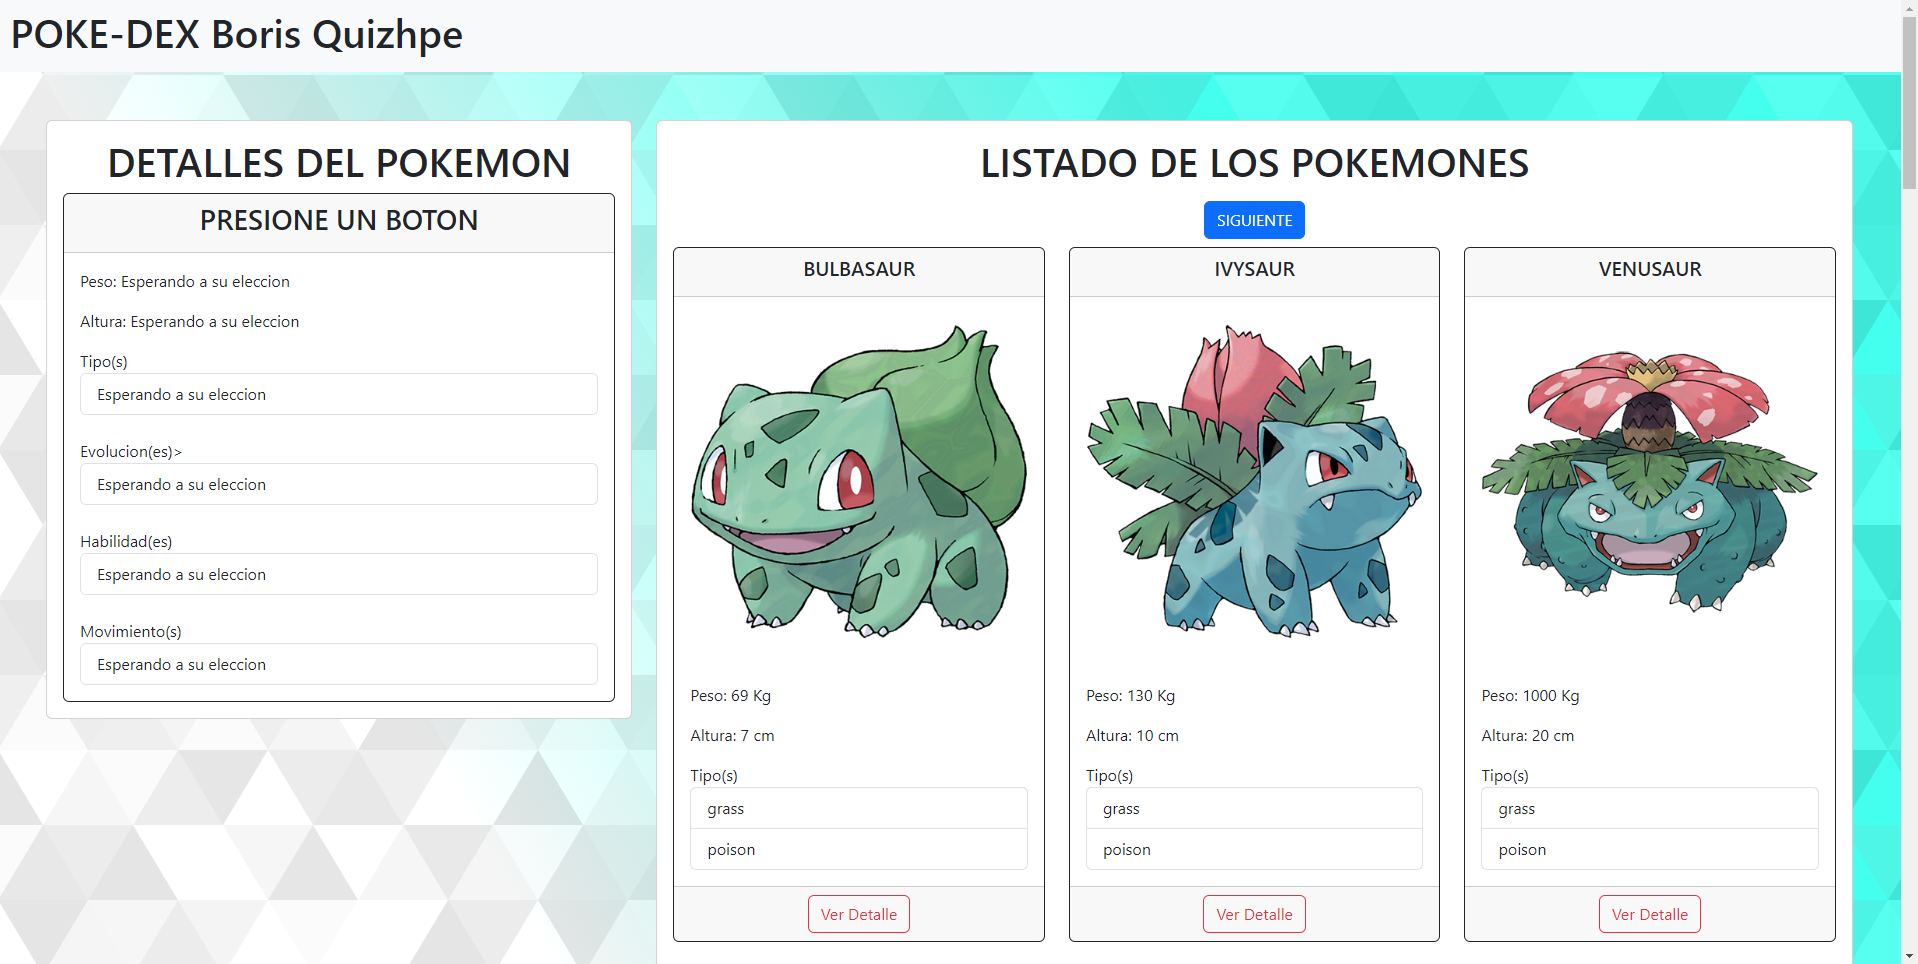 POKE-DEX Boris Quizhpe
DETALLES DEL POKEMON
PRESIONE UN BOTON
Peso: Esperando a su eleccion
Altura: Esperando a su eleccion
Tipo(s)
Esperando a su eleccion
Evolucion(es)>
Esperando a su eleccion
Habilidad(es)
Esperando a su eleccion
Movimiento(s)
Esperando a su eleccion
LISTADO DE LOS POKEMONES
SIGUIENTE
BULBASAUR
Peso: 69 Kg
Altura: 7 cm
Tipo(s)
grass
poison
Ver Detalle
IVYSAUR
Peso: 130 Kg
Altura: 10 cm
Tipo(s)
grass
poison
Ver Detalle
VENUSAUR
Peso: 1000 Kg
Altura: 20 cm
Tipo(s)
grass
poison
Ver Detalle